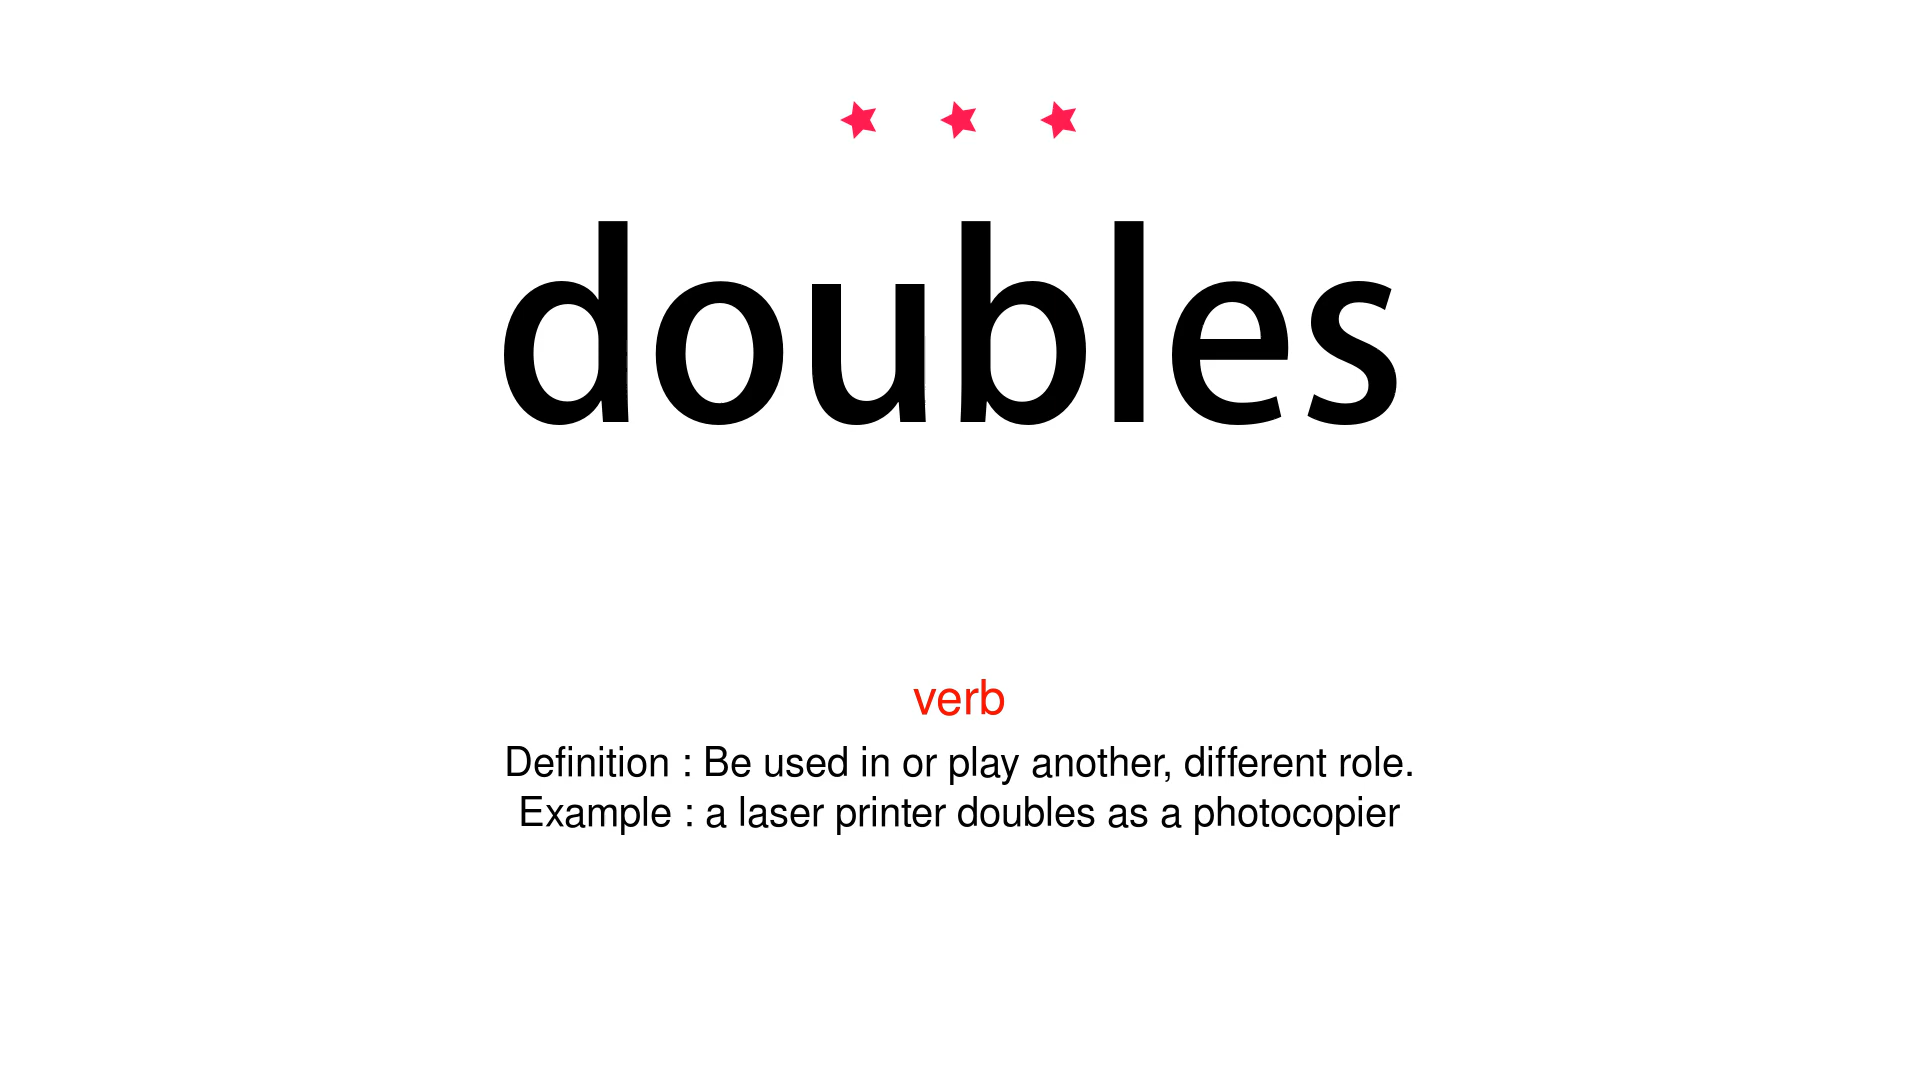 doubles
verb
Definition : Be used in or play another, different role.
Example : a laser printer doubles as a photocopier